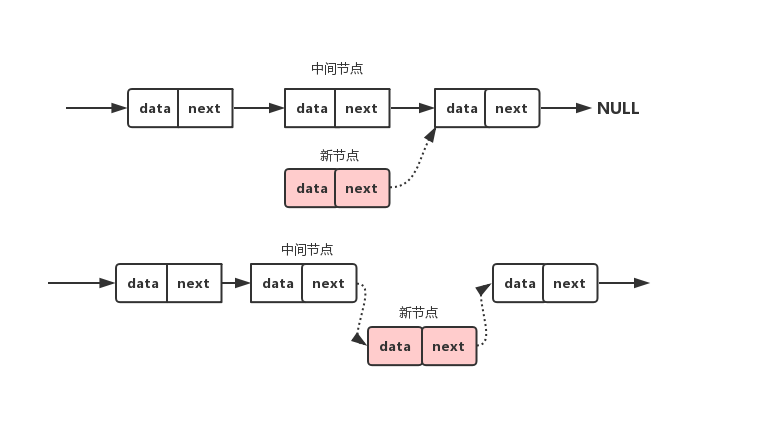 中间节点
data next data next data next NULL
新节点
data next
中间节点
data next data next data next
新节点
data next